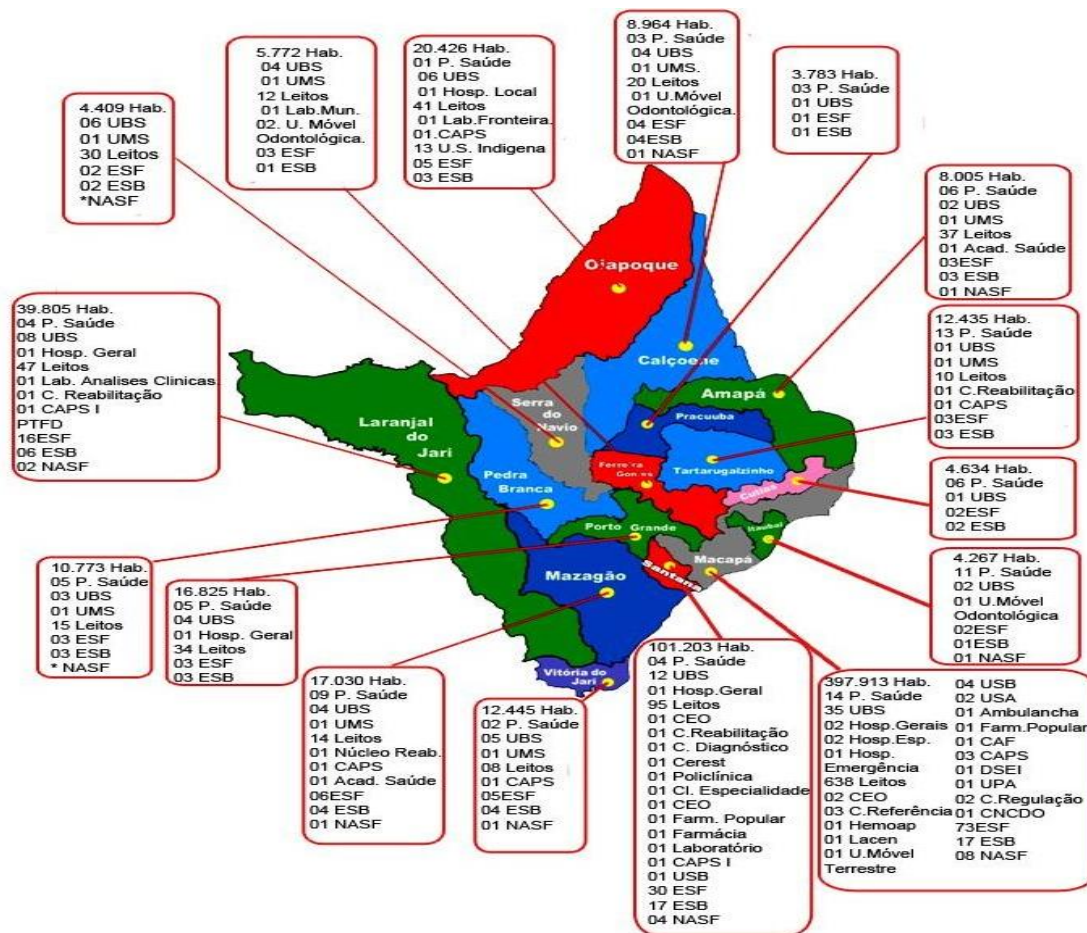 5.772 Hab.
04 UBS
01 UMS
12 Leitos
01 Lab.Mun.
02. U. Móvel
Odontológica.
03 ESF
01 ESB
20.426 Hab.
01 P. Saúde
06 UBS
01 Hosp. Local
41 Leitos
01 Lab.Fronteira.
01.CAPS
13 U.S. Indigena
05 ESF
03 ESB
8.964 Hab.
03 P. Saúde
04 UBS
01 UMS.
20 Leitos
01 U.Móvel
Odontológica.
04 ESF
04ESB
01 NASF
3.783 Hab.
03 P. Saúde
01 UBS
01 ESF
01 ESB
4.409 Hab.
06 UBS
01 UMS
30 Leitos
02 ESF
02 ESB
*NASF
8.005 Hab.
06 P. Saúde
02 UBS
01 UMS
37 Leitos
01 Acad. Saúde
03ESF
03 ESB
01 NASF
39.805 Hab.
04 P. Saúde
08 UBS
01 Hosp. Geral
47 Leitos
01 Lab. Analises Clinicas.
01 C. Reabilitação
01 CAPS I
PTFD
16ESF
06 ESB
02 NASF
12.435 Hab.
13 P. Saúde
01 UBS
01 UMS
10 Leitos
01 C.Reabilitação
01 CAPS
03ESF
03 ESB
Oiapoque
Calçoene
Amapá
Serra
do
Navio
Pracuuba
Laranjal
do
Jari
Tartarugalzinho
Ferreira
Gomes
Pedra
Branca
Cutias
Porto Grande
Itaubal
Macapá
Santana
Mazagão
Vitória do
Jari
4.634 Hab.
06 P. Saúde
01 UBS
02ESF
02 ESB
10.773 Hab.
05 P. Saúde
03 UBS
01 UMS
15 Leitos
03 ESF
03 ESB
* NASF
16.825 Hab.
05 P. Saúde
04 UBS
01 Hosp. Geral
34 Leitos
03 ESF
03 ESB
4.267 Hab.
11 P. Saúde
02 UBS
01 U.Móvel
Odontológica
02ESF
01ESB
01 NASF
17.030 Hab.
09 P. Saúde
04 UBS
01 UMS
14 Leitos
01 Núcleo Reab.
01 CAPS
01 Acad. Saúde
06ESF
04 ESB
01 NASF
12.445 Hab.
02 P. Saúde
05 UBS
01 UMS
08 Leitos
01 CAPS
05ESF
04 ESB
01 NASF
101.203 Hab.
04 P. Saúde
12 UBS
01 Hosp.Geral
95 Leitos
01 CEO
01 C.Reabilitação
01 C. Diagnóstico
01 Cerest
01 Policlínica
01 Cl. Especialidade
01 CEO
01 Farm. Popular
01 Farmácia
01 Laboratório
01 CAPS I
01 USB
30 ESF
17 ESB
04 NASF
397.913 Hab.
14 P. Saúde
35 UBS
02 Hosp.Gerais
02 Hosp.Esp.
01 Hosp.
Emergência
638 Leitos
02 CEO
03 C.Referência
01 Hemoap
01 Lacen
01 U.Móvel
Terrestre
04 USB
02 USA
01 Ambulancha
01 Farm.Popular
01 CAF
03 CAPS
01 DSEI
01 UPA
02 C.Regulação
01 CNCDO
73ESF
17 ESB
08 NASF